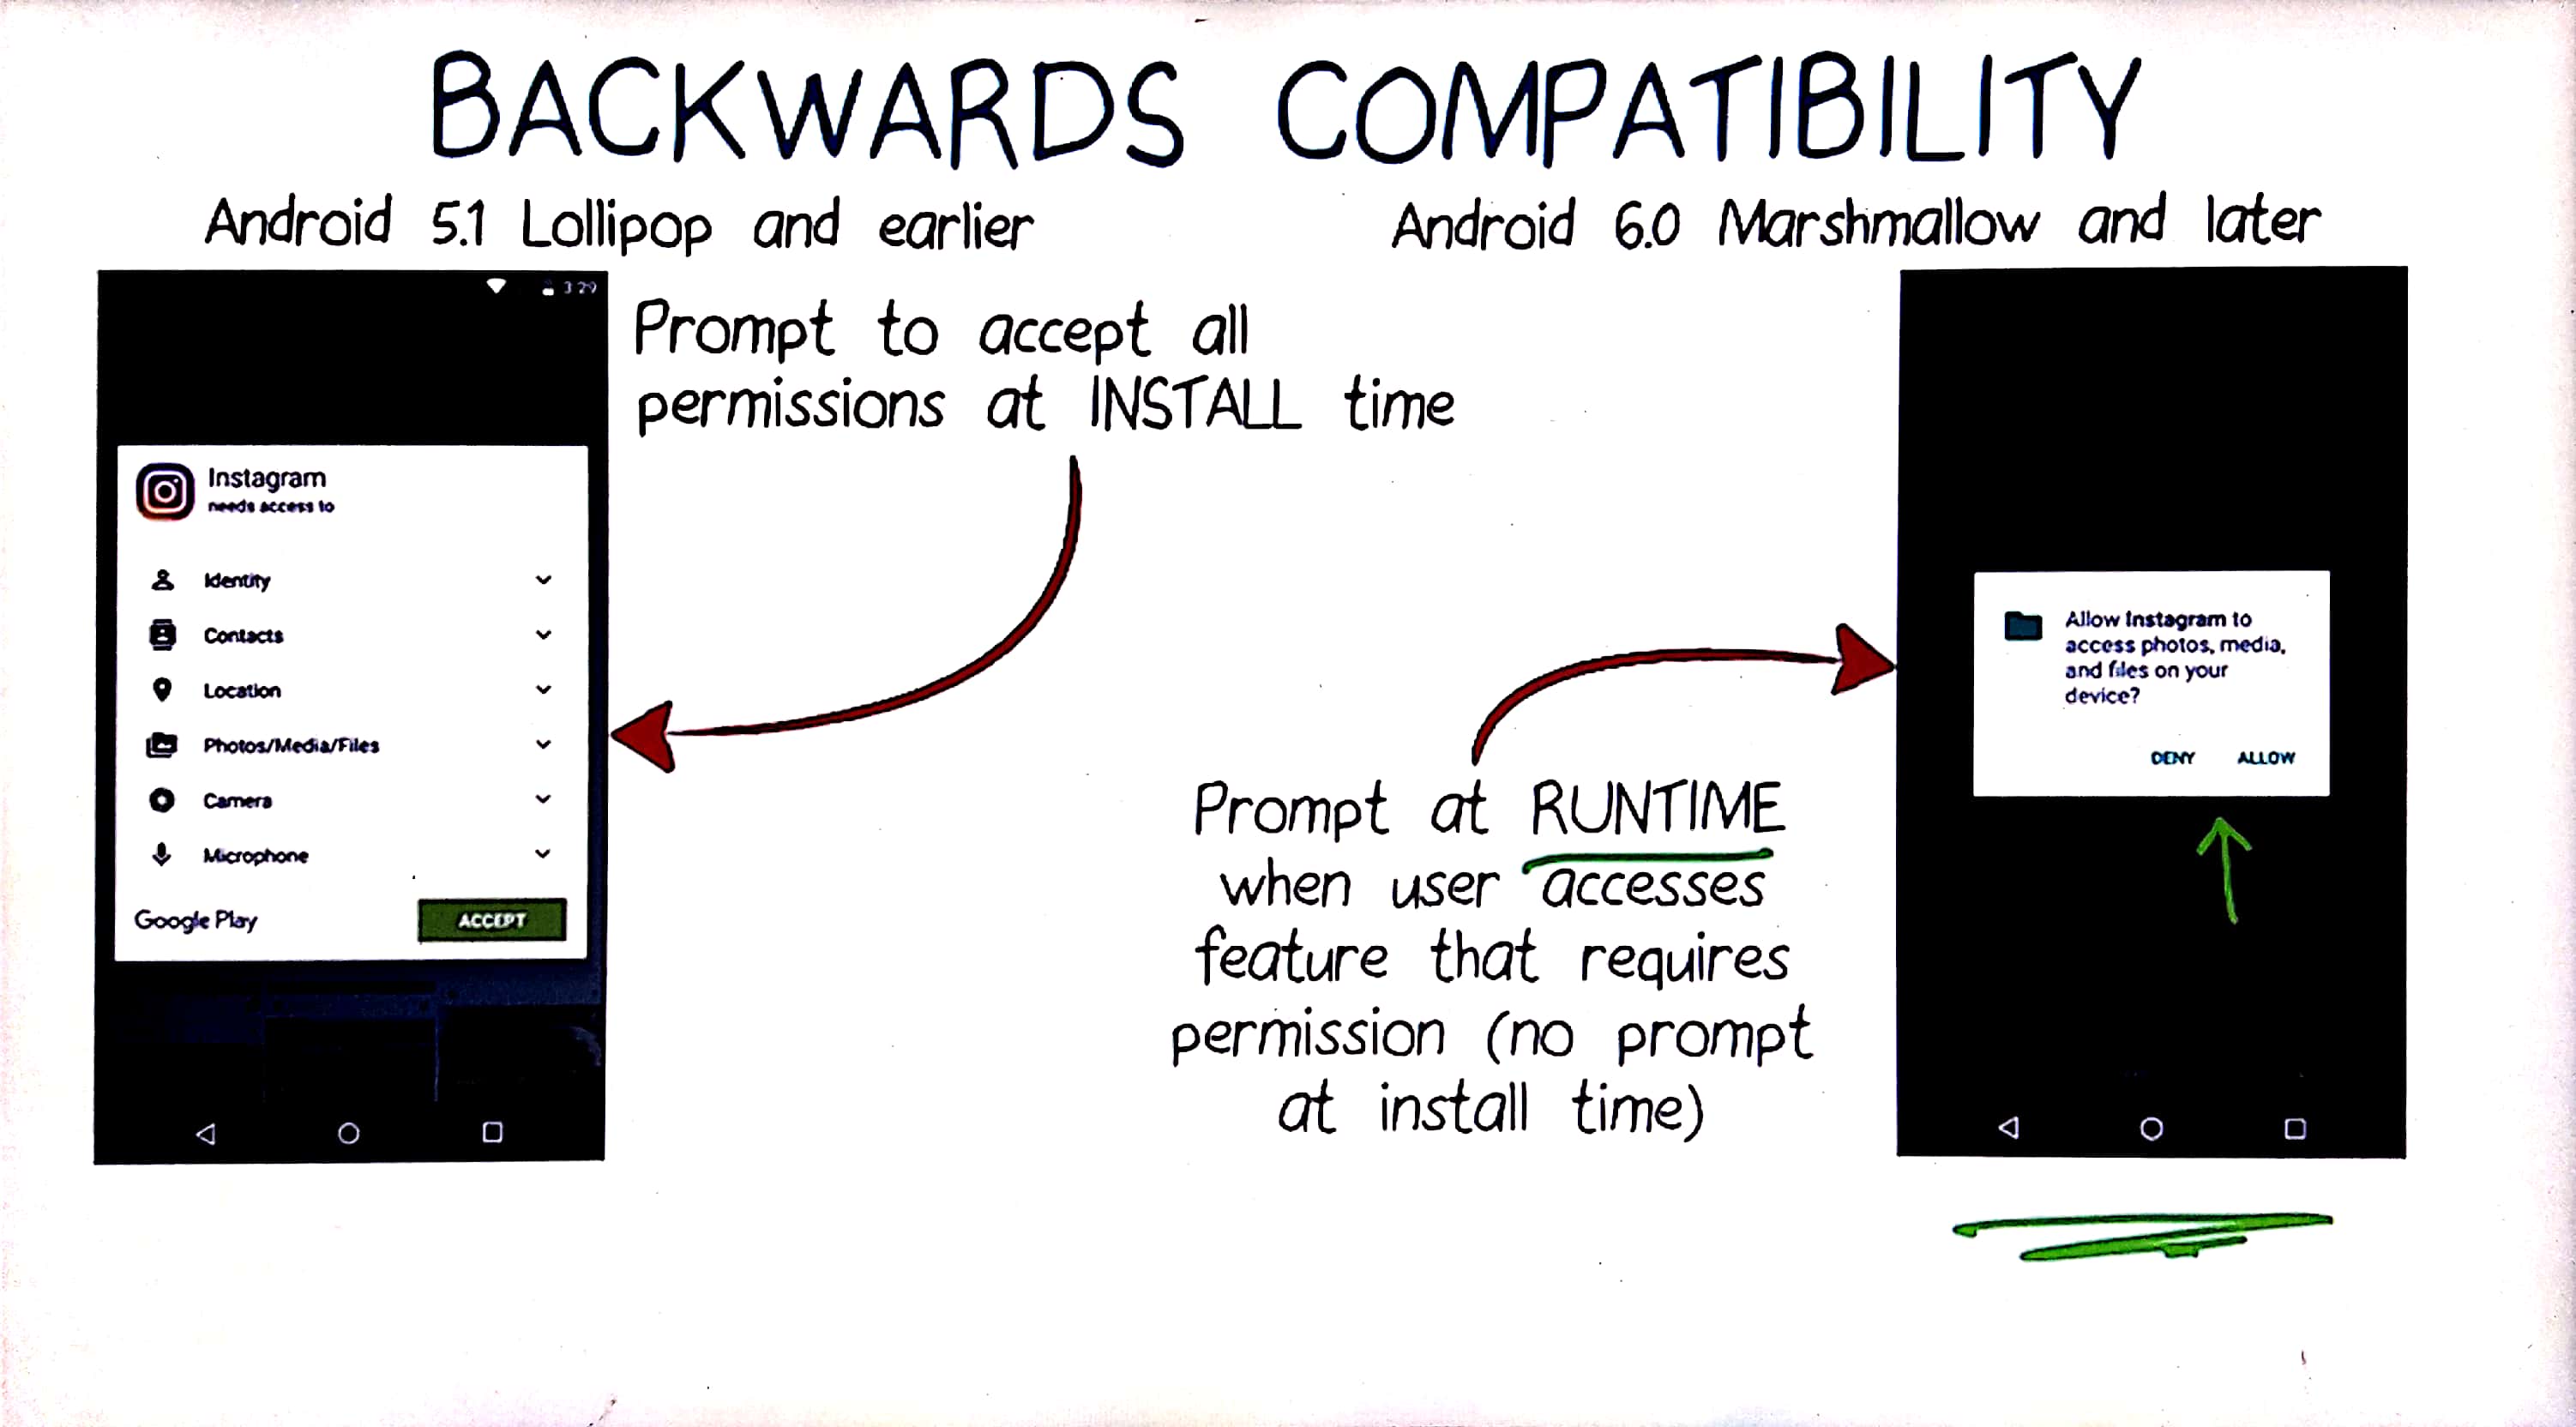 BACKWARDS COMPATIBILITY
Android 5.1 Lollipop and earlier
Android 6.0 Marshmallow and later
3:29
Prompt to accept all
permissions at INSTALL time
Instagram
needs access to
Identity
Contacts
Location
Photos/Media/Files
Camera
Microphone
Google Play
ACCEPT
Prompt at RUNTIME
when user accesses
feature that requires
permission (no prompt
at install time)
Allow Instagram to
access photos, media,
and files on your
device?
DENY ALLOW